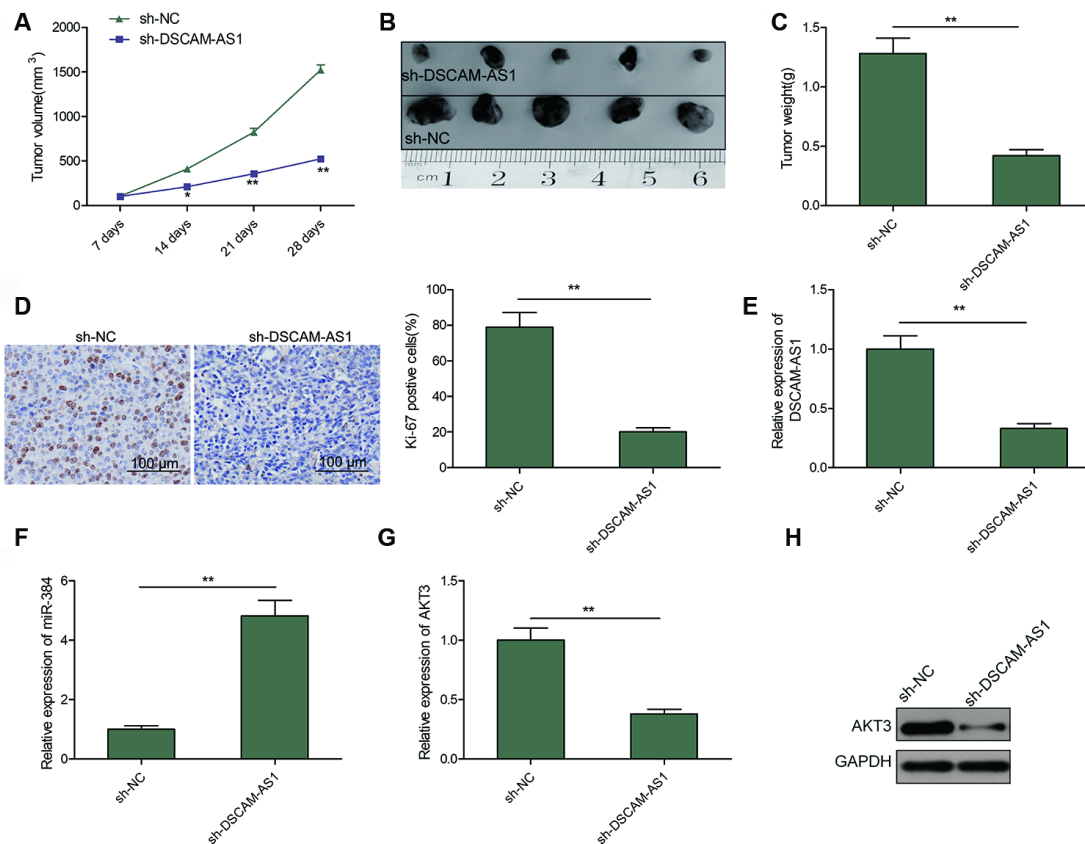 A
sh-NC
sh-DSCAM-AS1
Tumor volume(mm 3)
2000
1500
1000
500
0
*
**
**
7 days
14 days
21 days
28 days
B
sh-DSCAM-AS1
sh-NC
mm
cm 1 2 3 4 5 6
C
Tumor weight(g)
1.5
1.0
0.5
0.0
**
sh-NC
sh-DSCAM-AS1
D
sh-NC
sh-DSCAM-AS1
100 μm
100 μm
Ki-67 postive cells(%)
100
80
60
40
20
0
**
sh-NC
sh-DSCAM-AS1
E
Relative expression of
DSCAM-AS1
1.5
1.0
0.5
0.0
**
sh-NC
sh-DSCAM-AS1
F
Relative expression of miR-384
6
4
2
0
**
sh-NC
sh-DSCAM-AS1
G
Relative expression of AKT3
1.5
1.0
0.5
0.0
**
sh-NC
sh-DSCAM-AS1
H
sh-NC
sh-DSCAM-AS1
AKT3
GAPDH